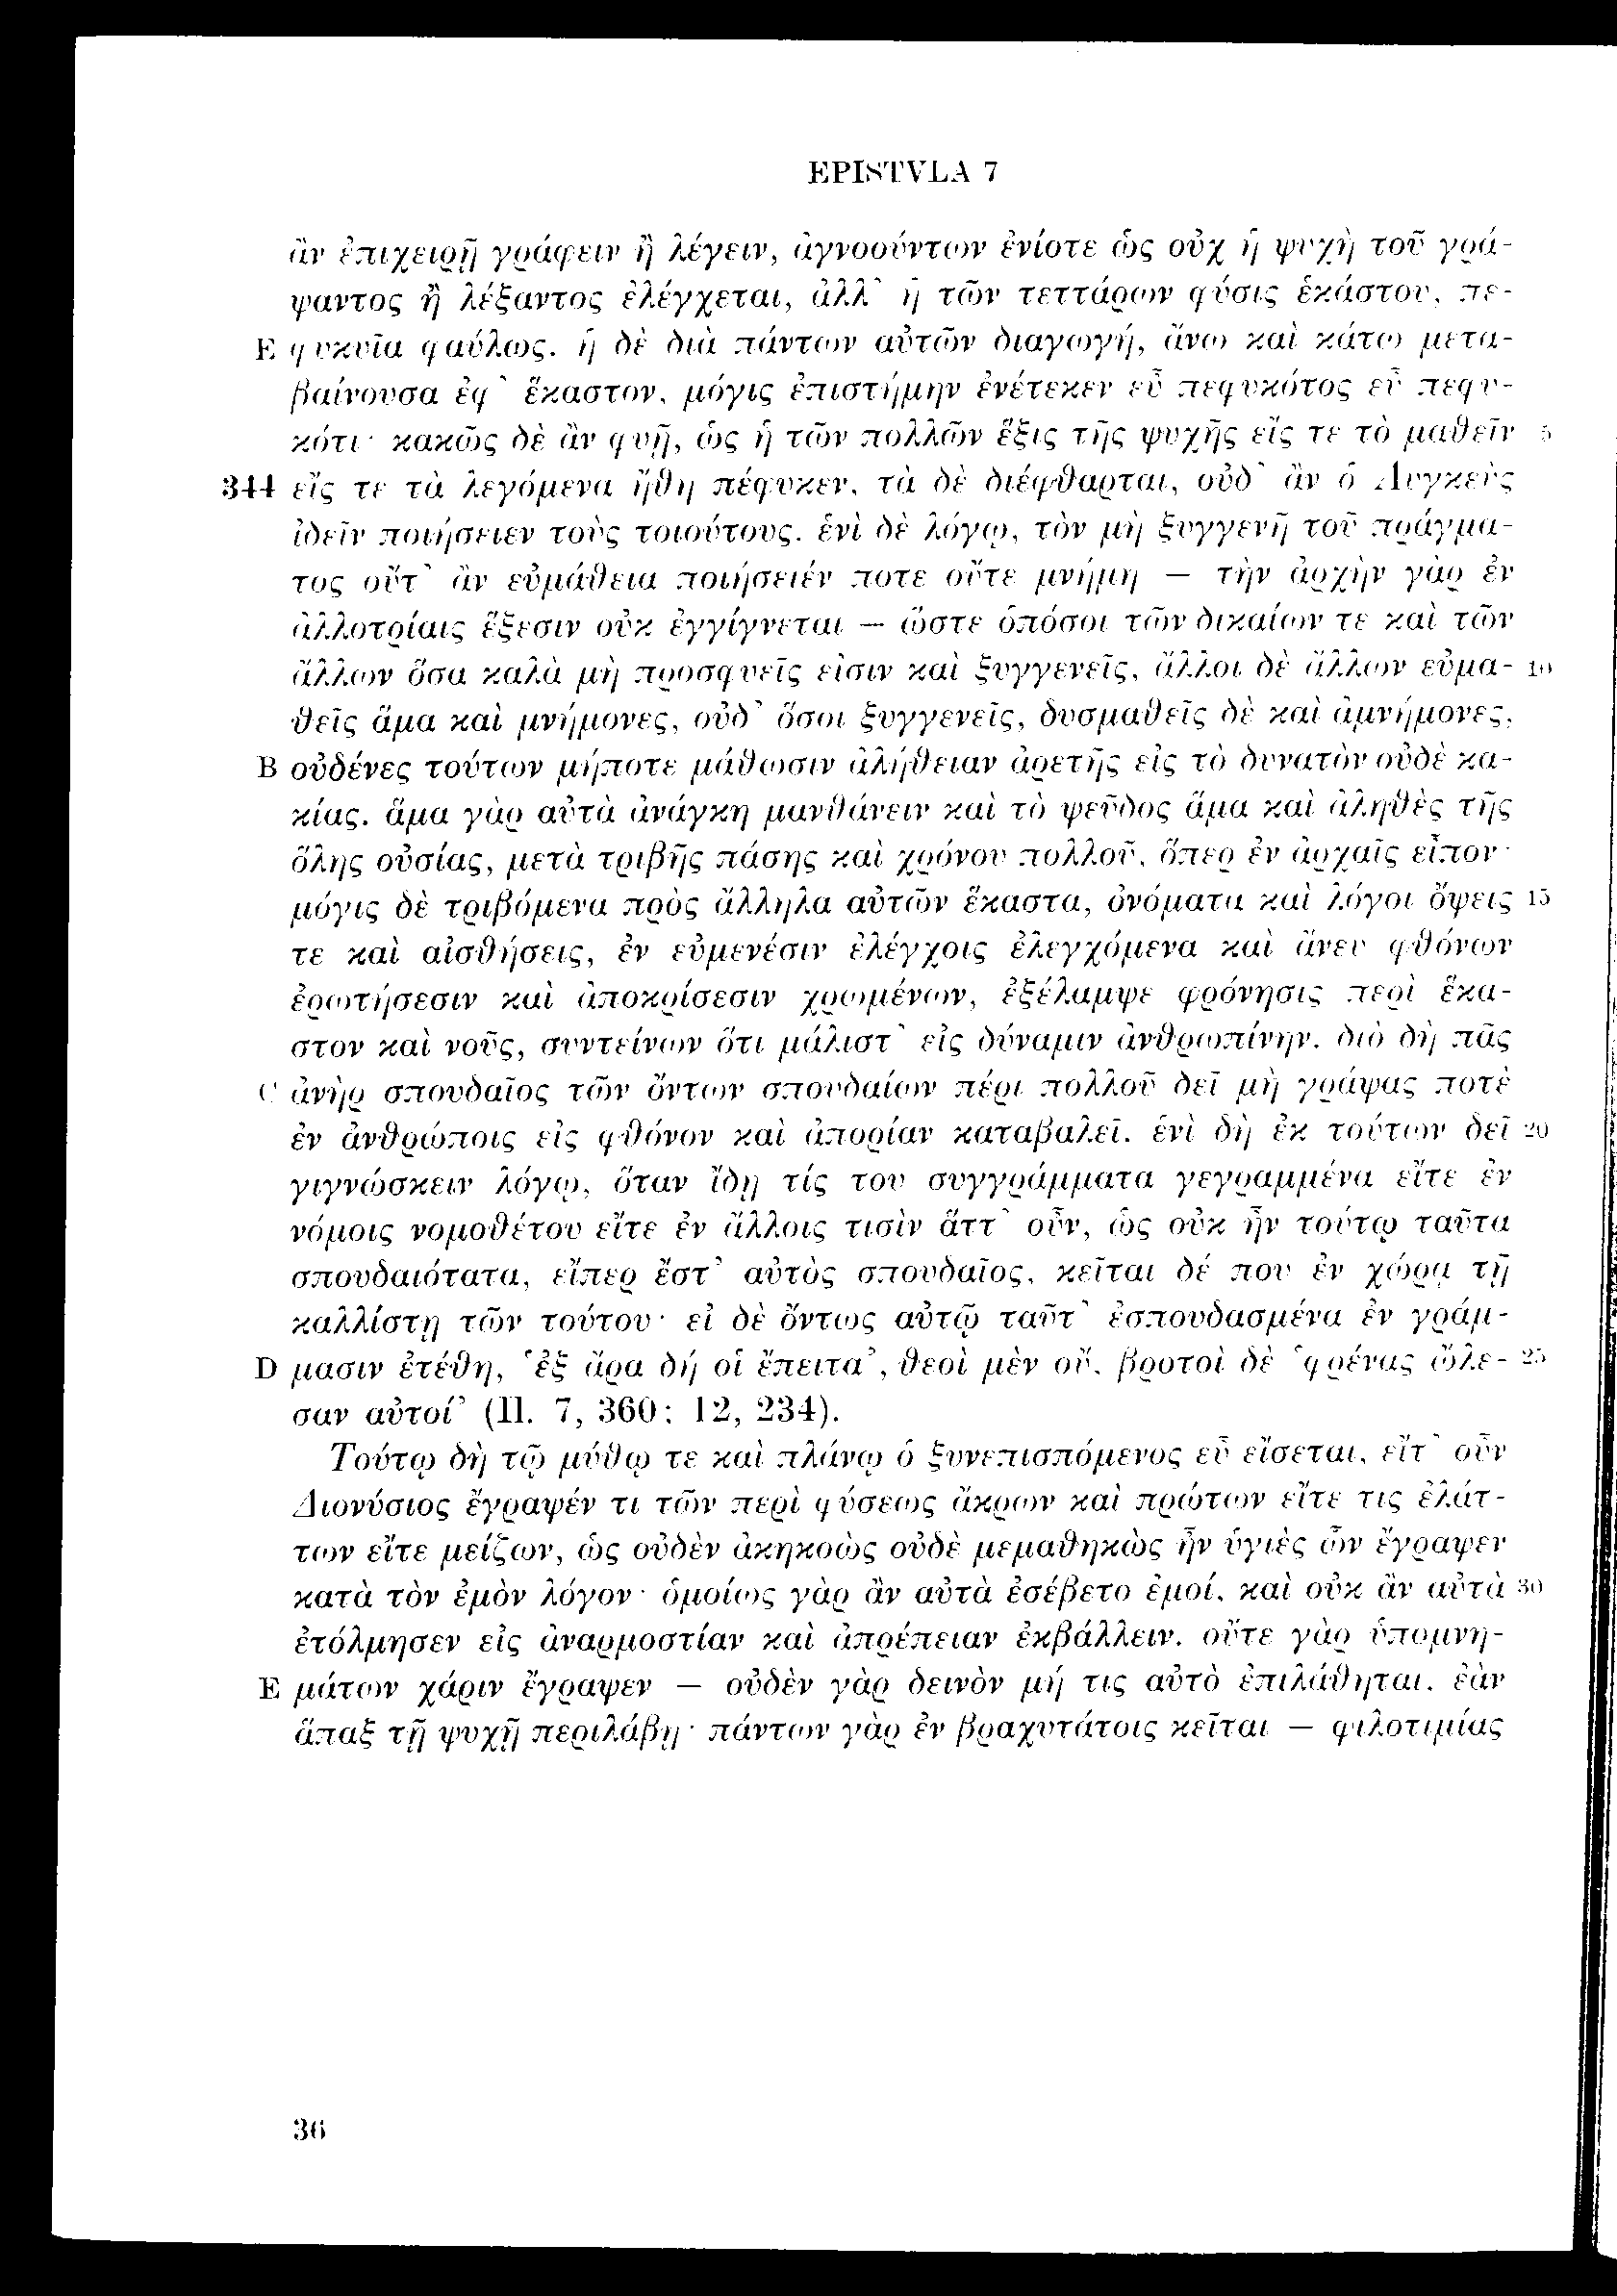 EPISTVLA 7
ἂν ἐπιχειρῇ γράφειν ἢ λέγειν, ἀγνοούντων ἐνίοτε ὡς οὐχ ἡ ψυχὴ τοῦ γρά-
ψαντος ἢ λέξαντος ἐλέγχεται, ἀλλ᾽ ἡ τῶν τεττάρων φύσις ἑκάστου, πε-
E φυκυῖα φαύλως. ἡ δὲ διὰ πάντων αὐτῶν διαγωγή, ἄνω καὶ κάτω μετα-
βαίνουσα ἐφ᾽ ἕκαστον, μόγις ἐπιστήμην ἐνέτεκεν εὖ πεφυκότος εὖ πεφυ-
κότι· κακῶς δὲ ἂν φυῇ, ὡς ἡ τῶν πολλῶν ἕξις τῆς ψυχῆς εἴς τε τὸ μαθεῖν 5
344 εἴς τε τὰ λεγόμενα ἤθη πέφυκεν, τὰ δὲ διέφθαρται, οὐδ᾽ ἂν ὁ Λυγκεὺς
ἰδεῖν ποιήσειεν τοὺς τοιούτους. ἑνὶ δὲ λόγῳ, τὸν μὴ ξυγγενῆ τοῦ πράγμα-
τος οὔτ᾽ ἂν εὐμάθεια ποιήσειέν ποτε οὔτε μνήμη — τὴν ἀρχὴν γὰρ ἐν
ἀλλοτρίαις ἕξεσιν οὐκ ἐγγίγνεται — ὥστε ὁπόσοι τῶν δικαίων τε καὶ τῶν
ἄλλων ὅσα καλὰ μὴ προσφυεῖς εἰσιν καὶ ξυγγενεῖς, ἄλλοι δὲ ἄλλων εὐμα- 10
θεῖς ἅμα καὶ μνήμονες, οὐδ᾽ ὅσοι ξυγγενεῖς, δυσμαθεῖς δὲ καὶ ἀμνήμονες,
B οὐδένες τούτων μήποτε μάθωσιν ἀλήθειαν ἀρετῆς εἰς τὸ δυνατὸν οὐδὲ κα-
κίας. ἅμα γὰρ αὐτὰ ἀνάγκη μανθάνειν καὶ τὸ ψεῦδος ἅμα καὶ ἀληθὲς τῆς
ὅλης οὐσίας, μετὰ τριβῆς πάσης καὶ χρόνου πολλοῦ, ὅπερ ἐν ἀρχαῖς εἶπον·
μόγις δὲ τριβόμενα πρὸς ἄλληλα αὐτῶν ἕκαστα, ὀνόματα καὶ λόγοι ὄψεις 15
τε καὶ αἰσθήσεις, ἐν εὐμενέσιν ἐλέγχοις ἐλεγχόμενα καὶ ἄνευ φθόνων
ἐρωτήσεσιν καὶ ἀποκρίσεσιν χρωμένων, ἐξέλαμψε φρόνησις περὶ ἕκα-
στον καὶ νοῦς, συντείνων ὅτι μάλιστ᾽ εἰς δύναμιν ἀνθρωπίνην. διὸ δὴ πᾶς
C ἀνὴρ σπουδαῖος τῶν ὄντων σπουδαίων πέρι πολλοῦ δεῖ μὴ γράψας ποτὲ
ἐν ἀνθρώποις εἰς φθόνον καὶ ἀπορίαν καταβαλεῖ. ἑνὶ δὴ ἐκ τούτων δεῖ 20
γιγνώσκειν λόγῳ, ὅταν ἴδῃ τίς του συγγράμματα γεγραμμένα εἴτε ἐν
νόμοις νομοθέτου εἴτε ἐν ἄλλοις τισὶν ἅττ᾽ οὖν, ὡς οὐκ ἦν τούτῳ ταῦτα
σπουδαιότατα, εἴπερ ἔστ᾽ αὐτὸς σπουδαῖος, κεῖται δέ που ἐν χώρᾳ τῇ
καλλίστῃ τῶν τούτου· εἰ δὲ ὄντως αὐτῷ ταῦτ᾽ ἐσπουδασμένα ἐν γράμ-
D μασιν ἐτέθη, ‘ἐξ ἄρα δή οἱ ἔπειτα’, θεοὶ μὲν οὔ, βροτοὶ δὲ ‘φρένας ὤλε- 25
σαν αὐτοί’ (Il. 7, 360; 12, 234).
Τούτῳ δὴ τῷ μύθῳ τε καὶ πλάνῳ ὁ ξυνεπισπόμενος εὖ εἴσεται, εἴτ᾽ οὖν
Διονύσιος ἔγραψέν τι τῶν περὶ φύσεως ἄκρων καὶ πρώτων εἴτε τις ἐλάτ-
των εἴτε μείζων, ὡς οὐδὲν ἀκηκοὼς οὐδὲ μεμαθηκὼς ἦν ὑγιὲς ὧν ἔγραψεν
κατὰ τὸν ἐμὸν λόγον· ὁμοίως γὰρ ἂν αὐτὰ ἐσέβετο ἐμοί, καὶ οὐκ ἂν αὐτὰ 30
ἐτόλμησεν εἰς ἀναρμοστίαν καὶ ἀπρέπειαν ἐκβάλλειν. οὔτε γὰρ ὑπομνη-
E μάτων χάριν ἔγραψεν — οὐδὲν γὰρ δεινὸν μή τις αὐτὸ ἐπιλάθηται, ἐὰν
ἅπαξ τῇ ψυχῇ περιλάβῃ· πάντων γὰρ ἐν βραχυτάτοις κεῖται — φιλοτιμίας
36